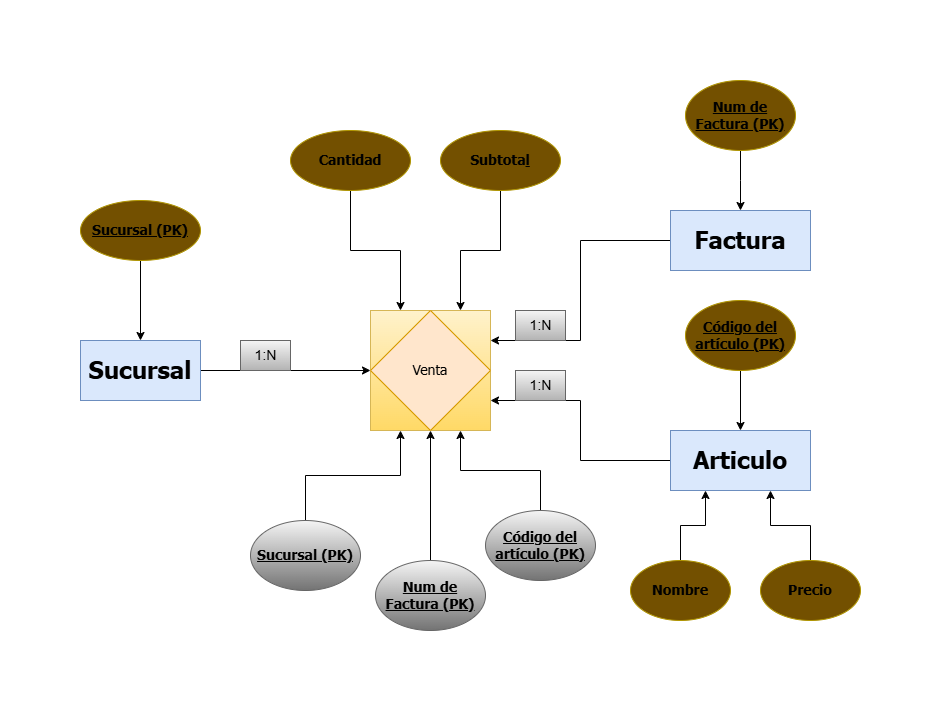 Num de
Factura (PK)
Cantidad
Subtotal
Sucursal (PK)
Factura
1:N
Código del
artículo (PK)
1:N
Sucursal
Venta
1:N
Articulo
Sucursal (PK)
Código del
artículo (PK)
Num de
Factura (PK)
Nombre
Precio